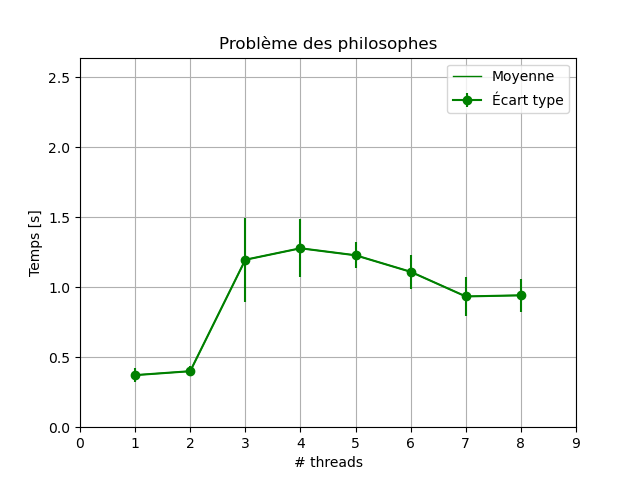 Problème des philosophes
Moyenne
Écart type
2.5
2.0
1.5
1.0
0.5
0.0
Temps [s]
0 1 2 3 4 5 6 7 8 9
# threads